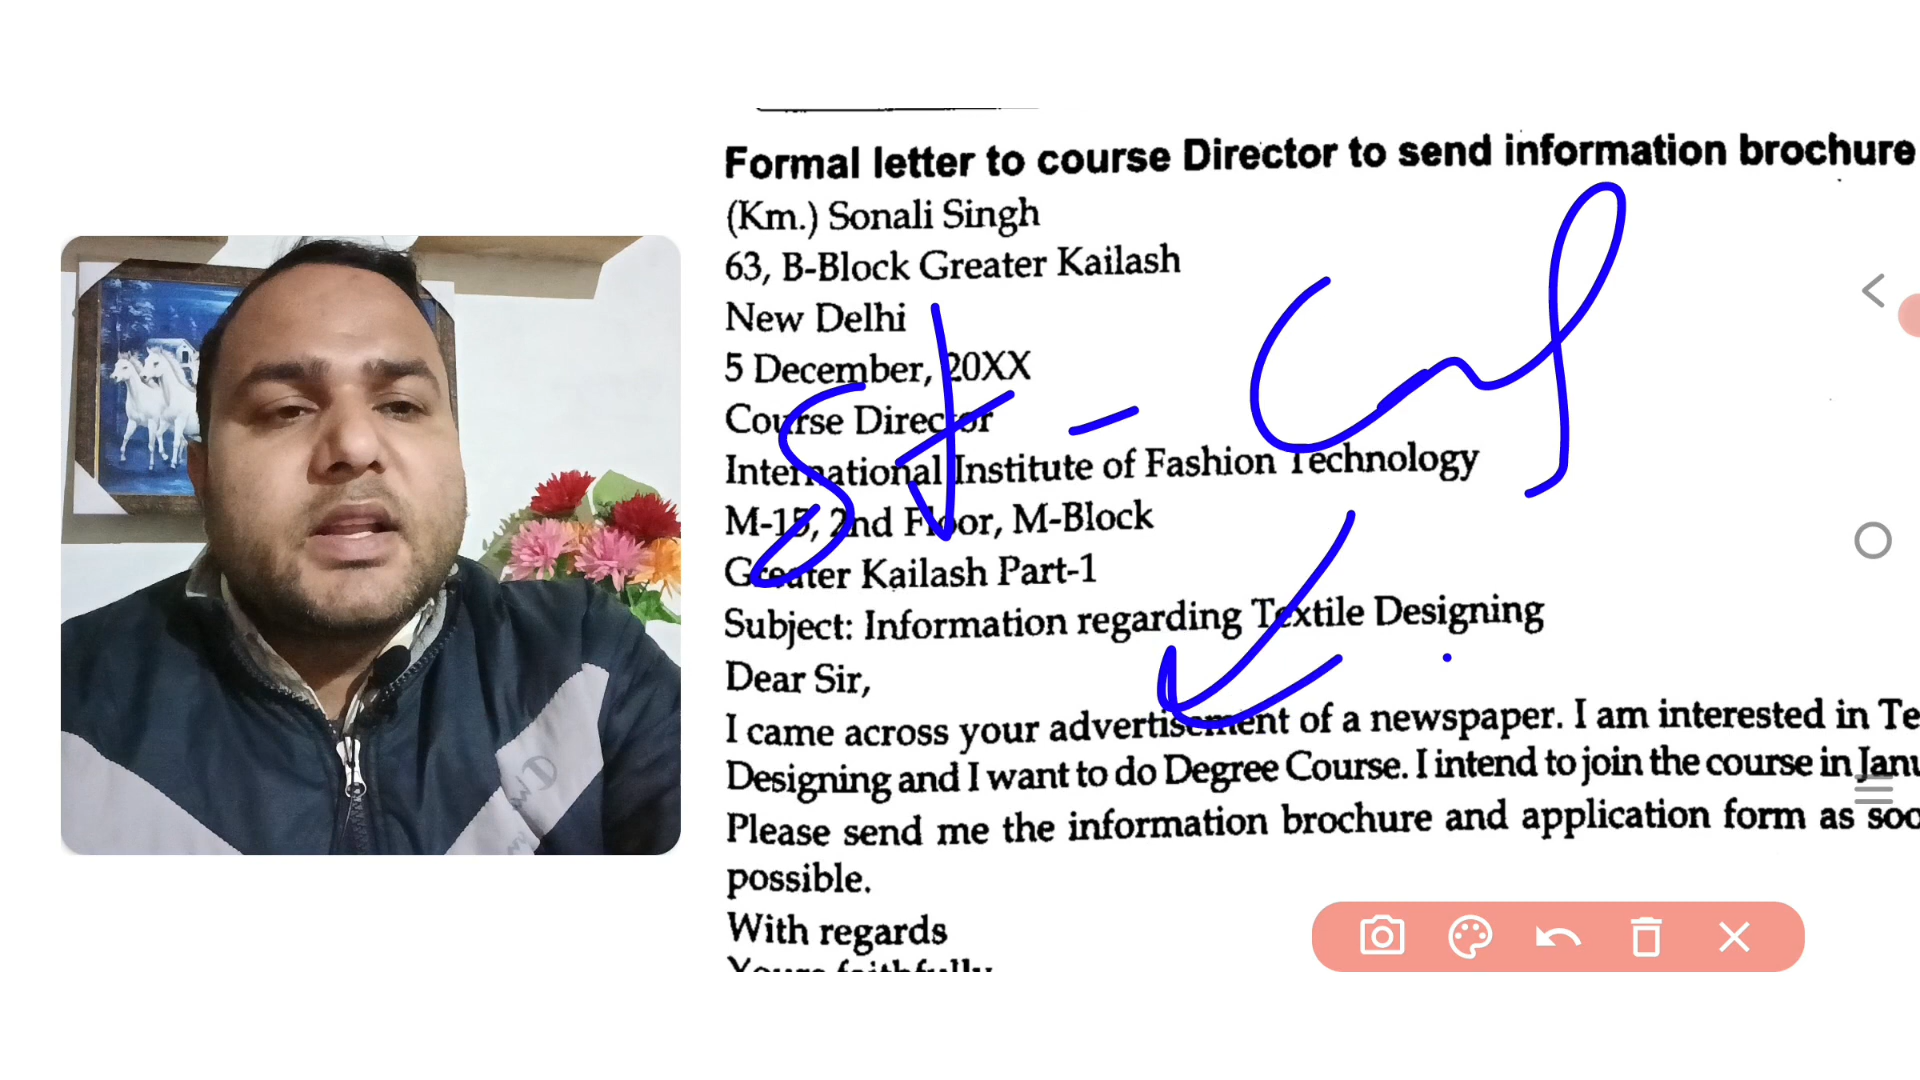 Formal letter to course Director to send information brochure
(Km.) Sonali Singh
63, B-Block Greater Kailash
New Delhi
5 December, 20XX
Course Director
International Institute of Fashion Technology
M-15, 2nd Floor, M-Block
Greater Kailash Part-1
Subject: Information regarding Textile Designing
Dear Sir,
I came across your advertisement of a newspaper. I am interested in Te
Designing and I want to do Degree Course. I intend to join the course in Janu
Please send me the information brochure and application form as soo
possible.
With regards
Yours faithfully